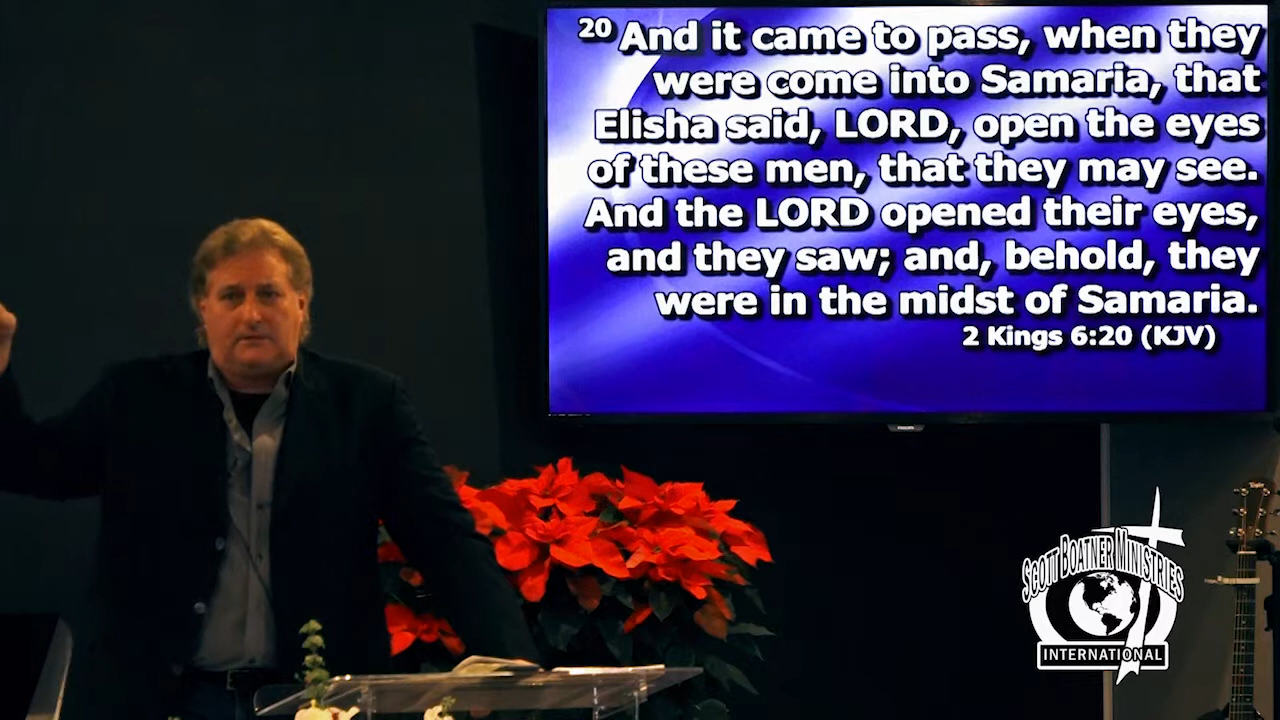 20 And it came to pass, when they
were come into Samaria, that
Elisha said, LORD, open the eyes
of these men, that they may see.
And the LORD opened their eyes,
and they saw; and, behold, they
were in the midst of Samaria.
2 Kings 6:20 (KJV)
PHILIPS
Taylor
SCOTT BOATNER MINISTRIES
INTERNATIONAL